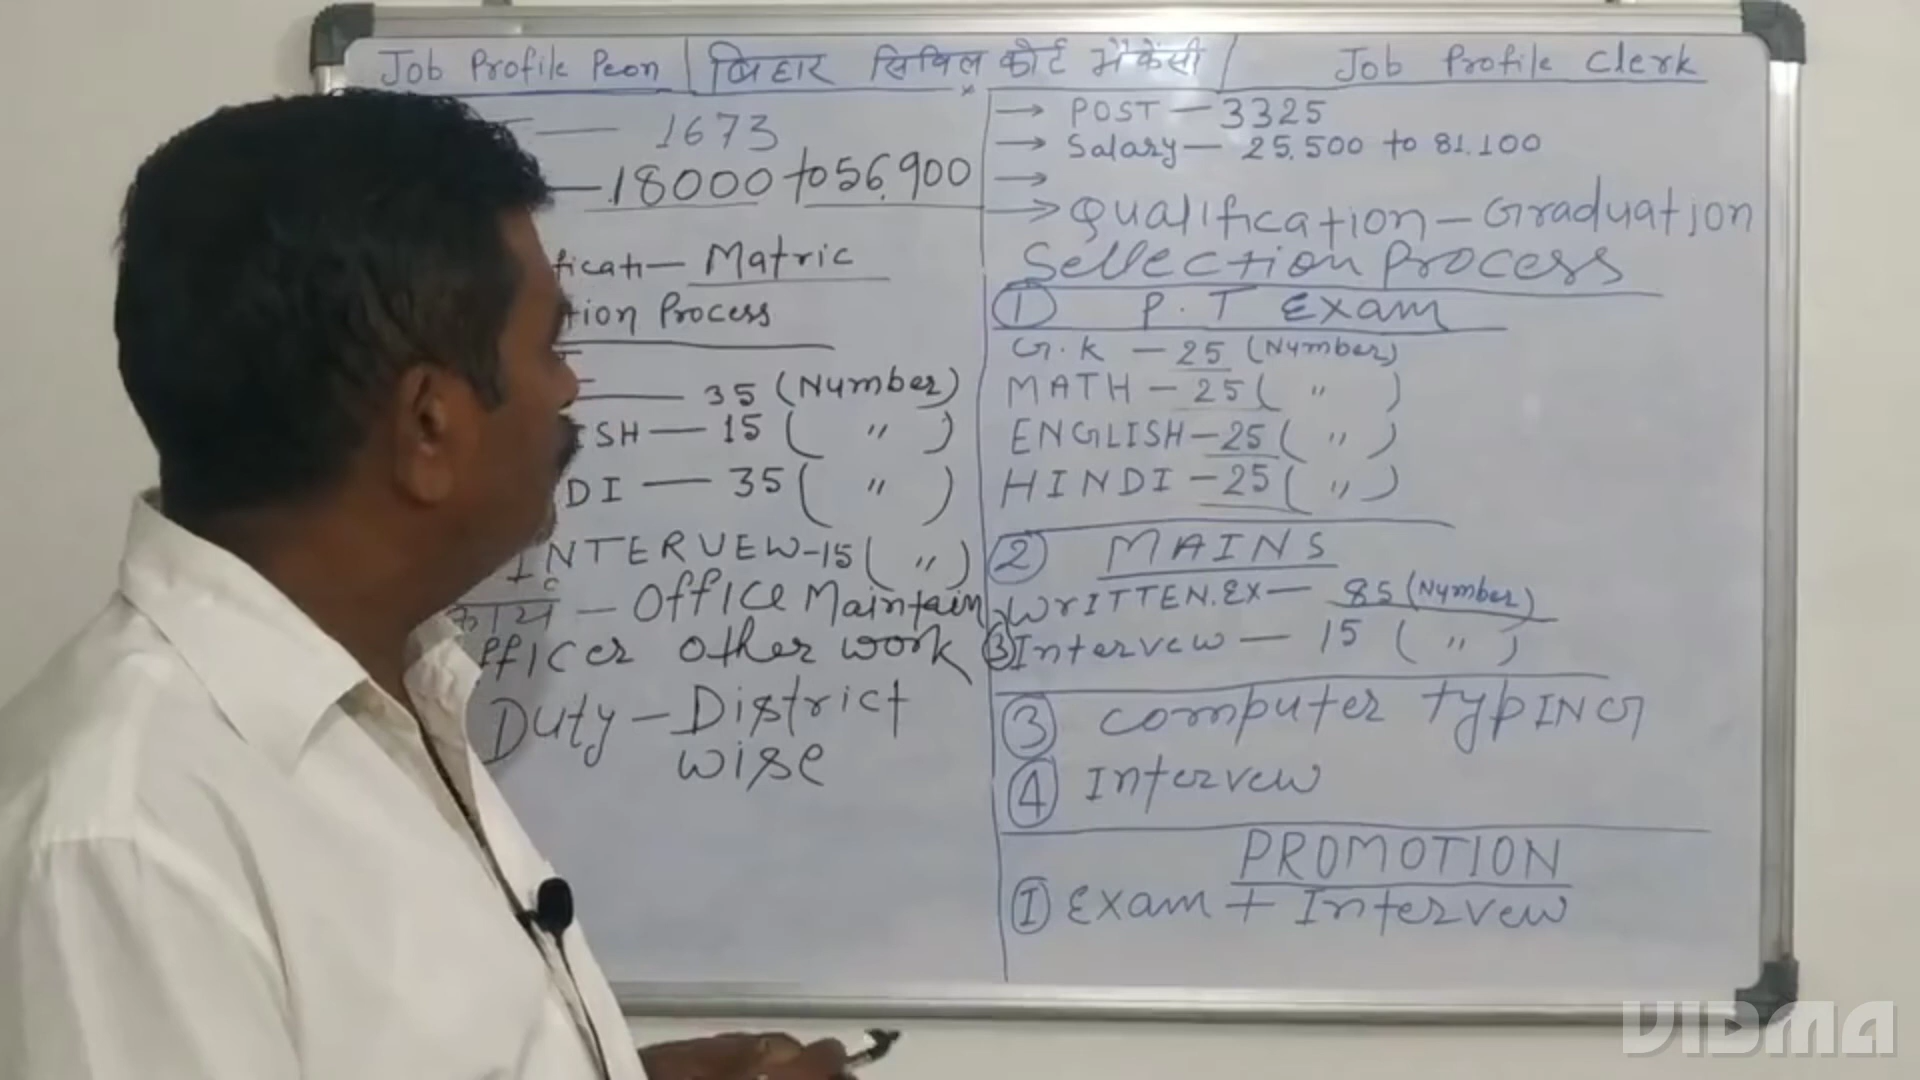 Job Profile Peon | बिहार सिविल कोर्ट में केंसी | Job Profile Clerk
— 1673
— 18000 to 56,900
ficati— Matric
tion Process
— 35 (Number)
ISH — 15 ( " )
DI — 35 ( " )
INTERVEW-15 ( " )
कार्य — OFFICE Maintain
fficer other work
Duty — District
wise
→ POST — 3325
→ Salary — 25,500 to 81,100
→
→ Qualification — Graduation
Sellection Process
① P.T Exam
G.K — 25 (Number)
MATH — 25 ( " )
ENGLISH — 25 ( " )
HINDI — 25 ( " )
② MAINS
WrITTEN.EX — 85 (Number)
③ Intervew — 15 ( " )
③ Computer typING
④ Intervew
PROMOTION
① Exam + Intervew
VIDMA